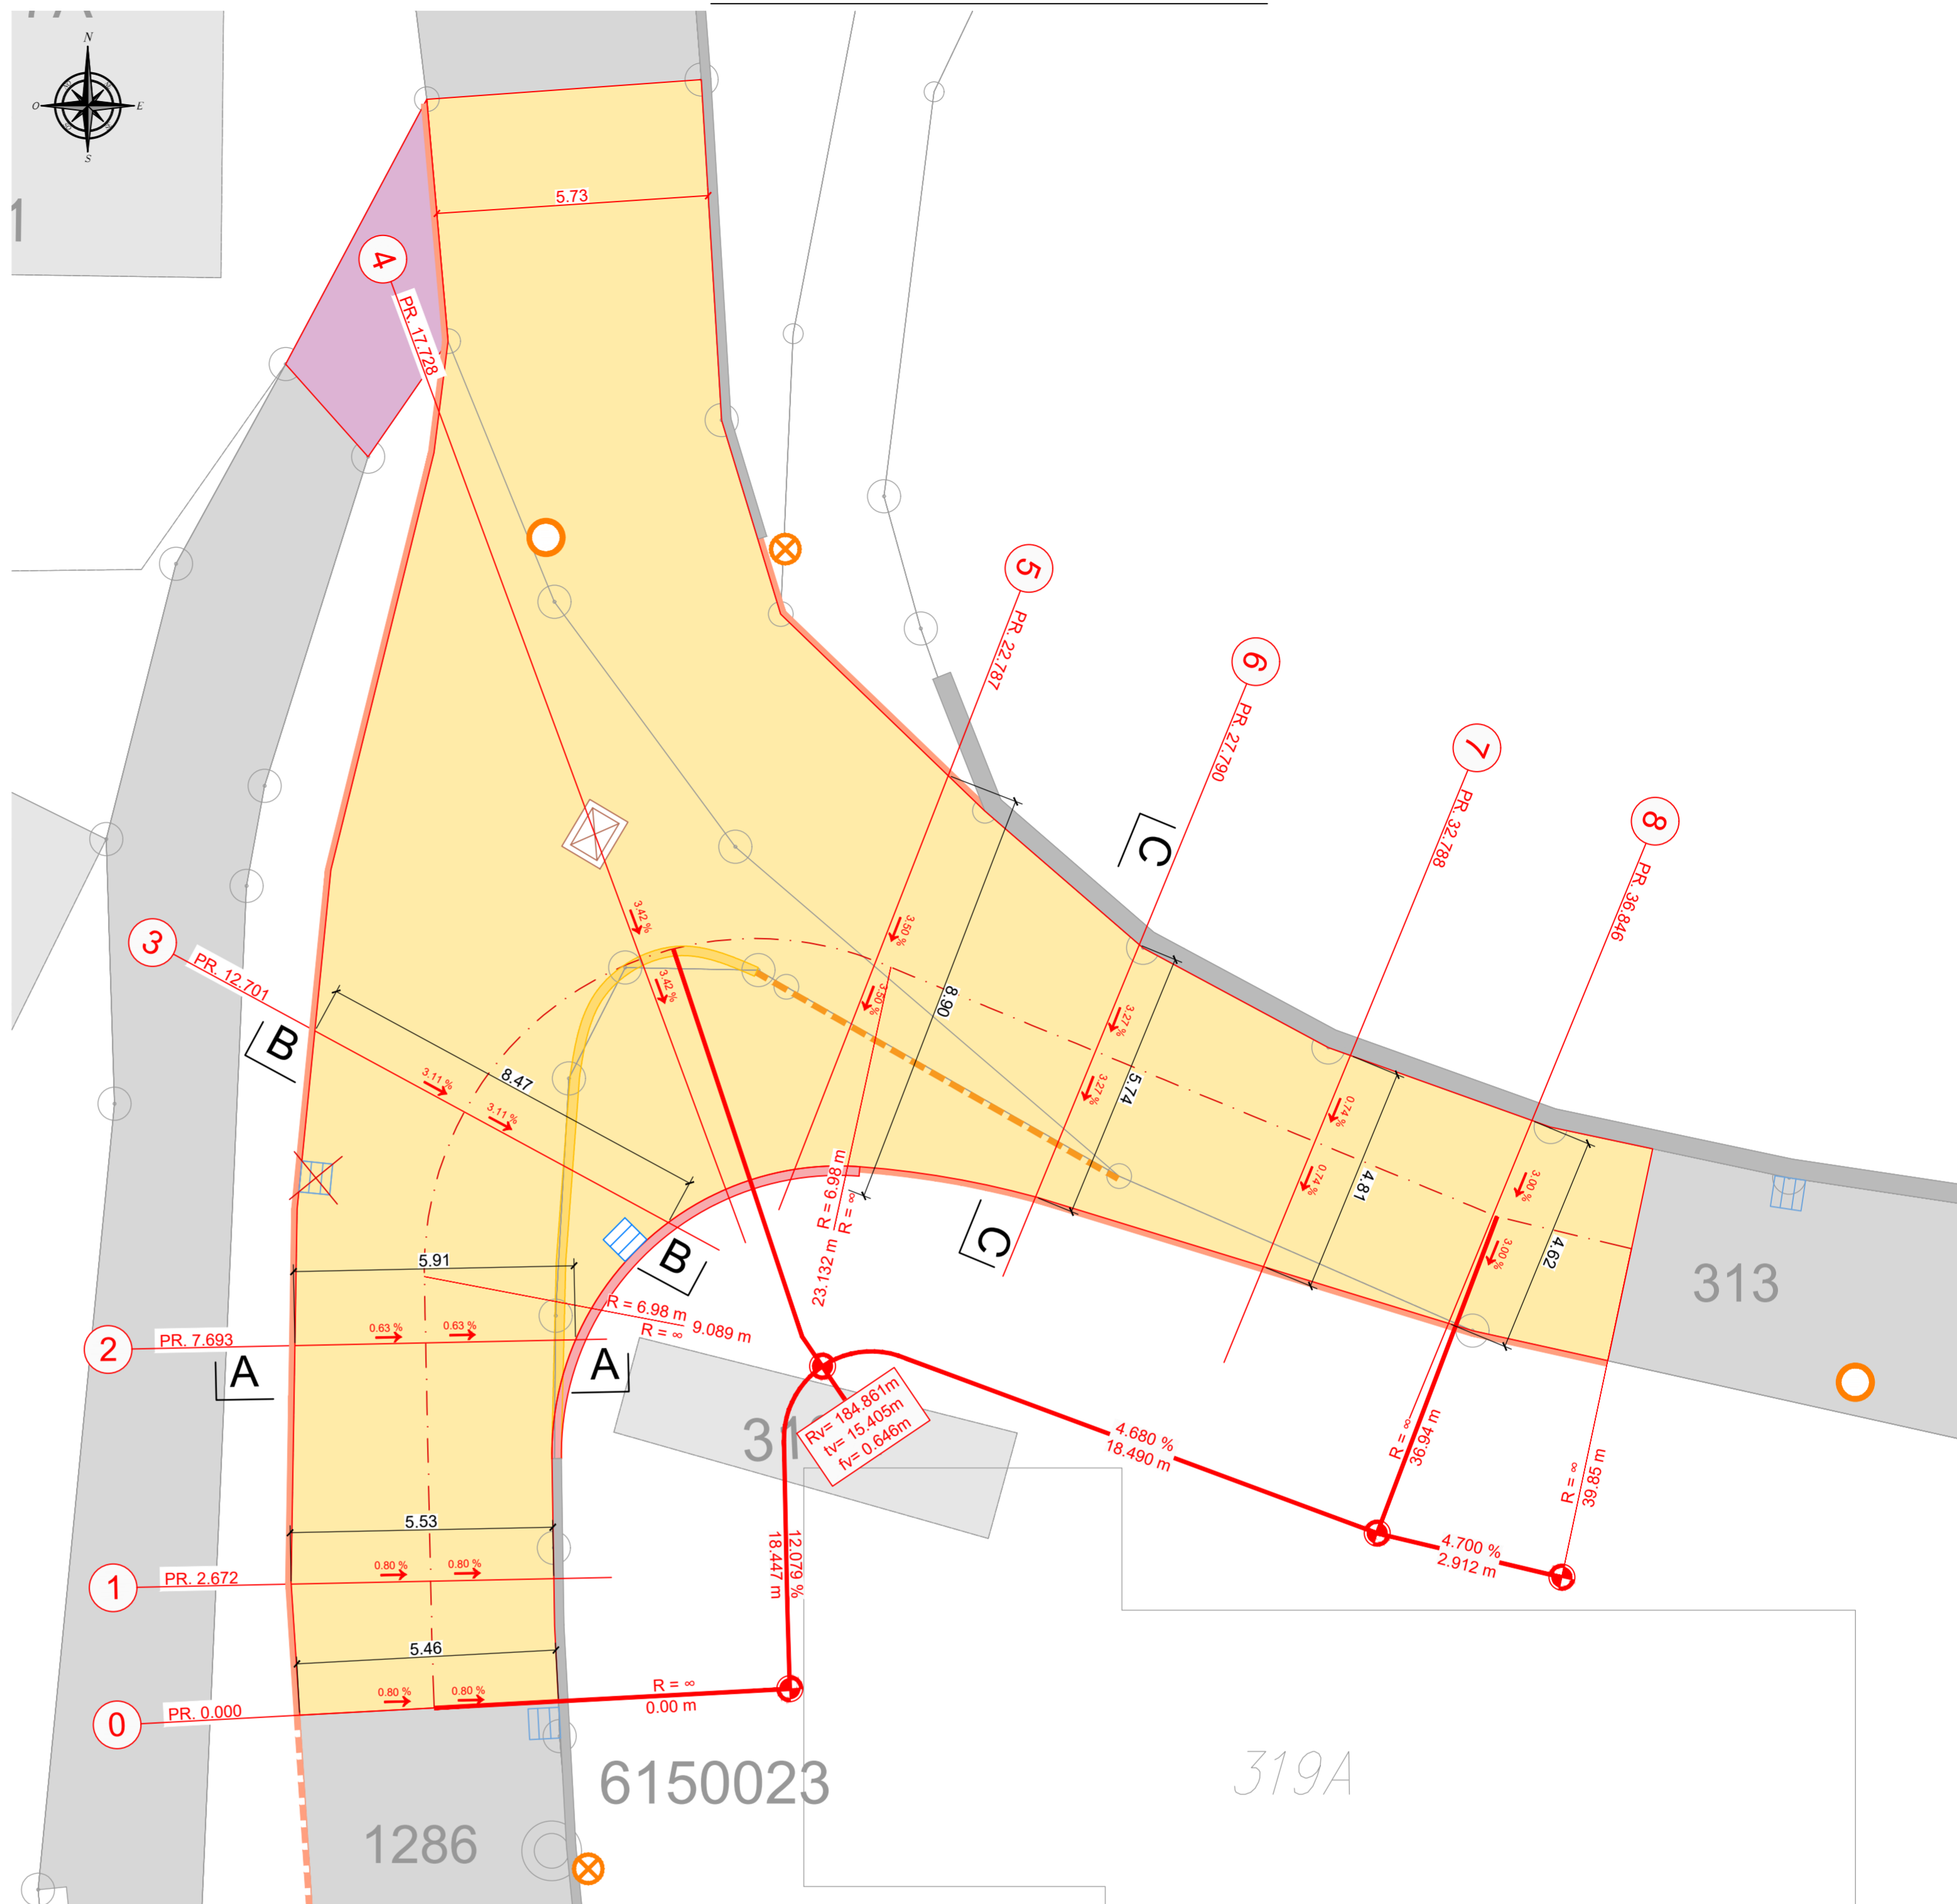 N
O
E
S
1
5.73
4
PR. 17.728
5
PR. 22.787
6
PR. 27.790
7
PR. 32.788
8
PR. 36.846
C
3.42 %
3.42 %
3.50 %
3.50 %
8.90
3.27 %
3.27 %
5.74
0.74 %
0.74 %
4.81
3.00 %
3.00 %
4.62
3
PR. 12.701
B
3.11 %
8.47
3.11 %
B
C
313
5.91
R = 6.98 m
R = ∞
23.132 m
R = 6.98 m
R = ∞
9.089 m
2
PR. 7.693
0.63 %
0.63 %
A
A
Rv= 184.861m
tv= 15.405m
fv= 0.646m
4.680 %
18.490 m
R = ∞
36.94 m
R = ∞
39.85 m
4.700 %
2.912 m
12.079 %
18.447 m
5.53
1
PR. 2.672
0.80 %
0.80 %
5.46
0
PR. 0.000
0.80 %
0.80 %
R = ∞
0.00 m
6150023
319A
1286